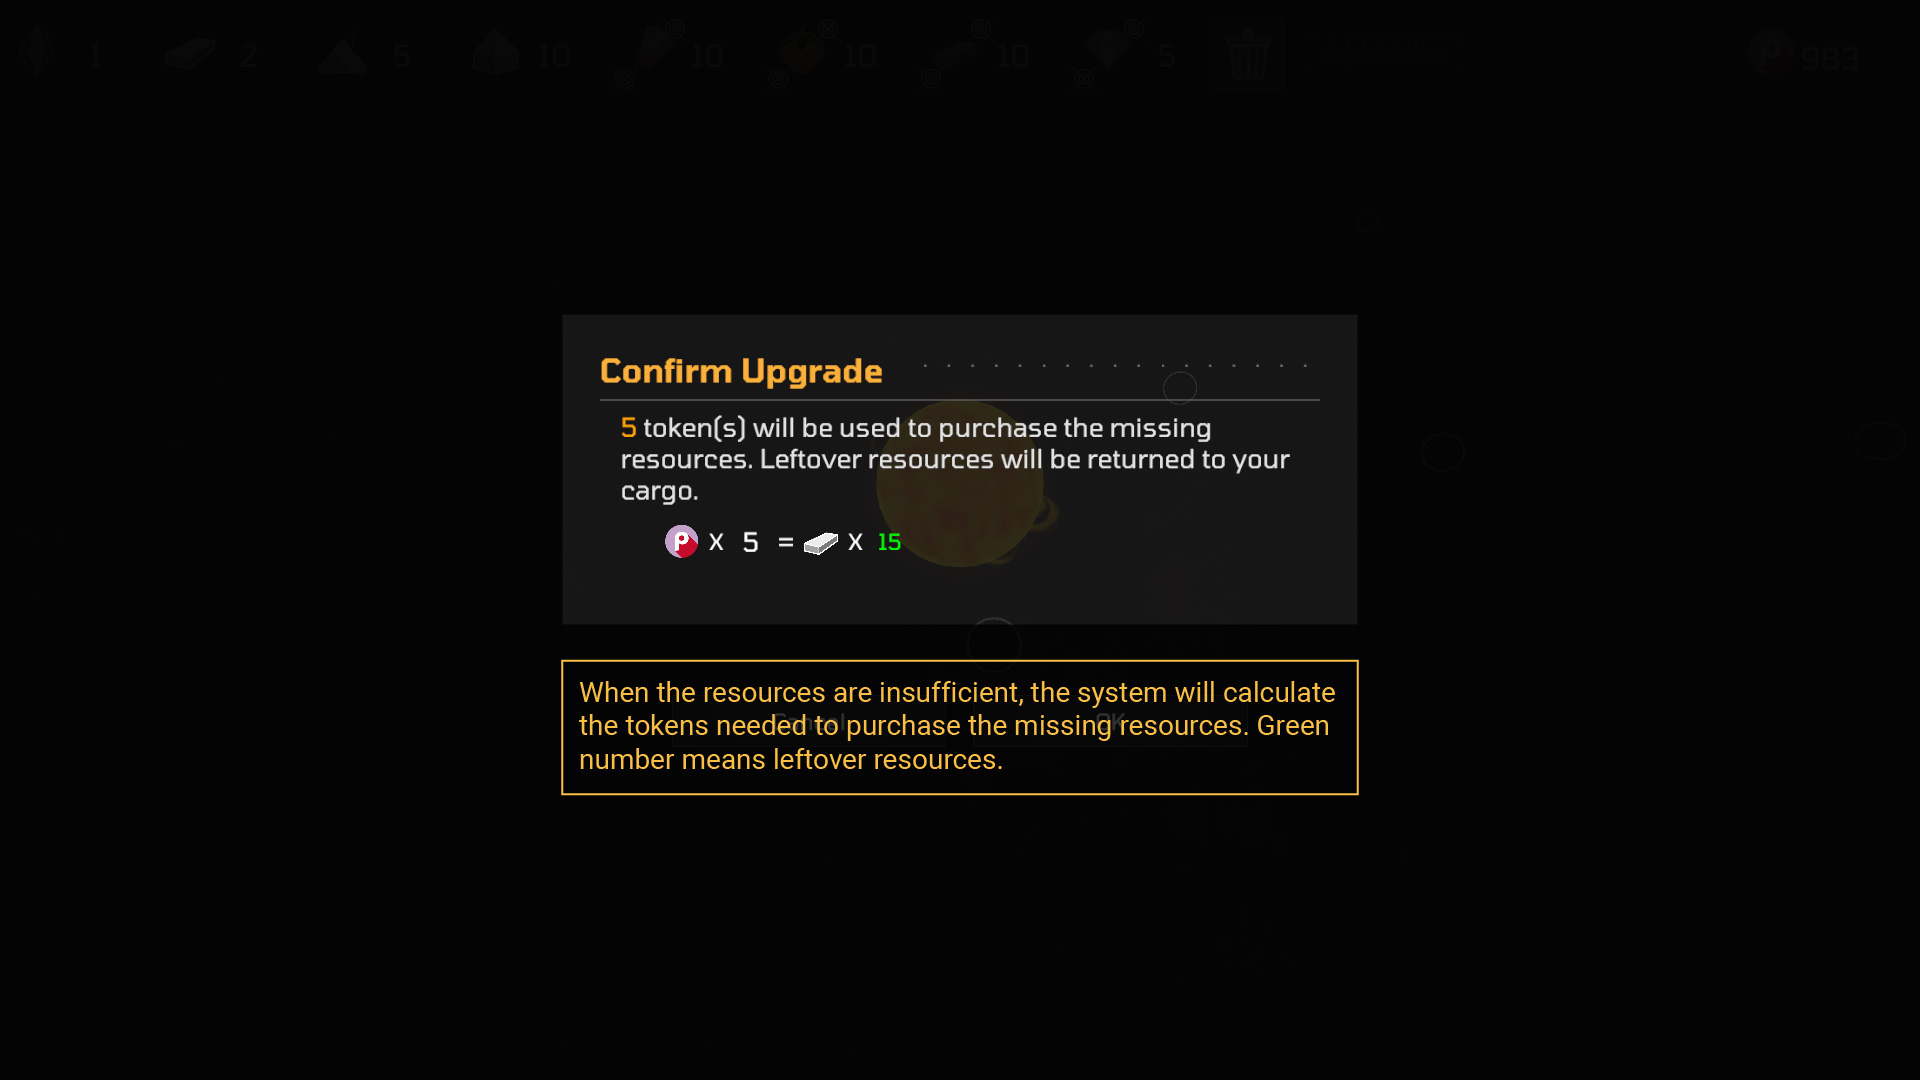 1 2 5 10 10 10 10 5 P 983
Confirm Upgrade
5 token(s) will be used to purchase the missing
resources. Leftover resources will be returned to your
cargo.
P X 5 = X 15
When the resources are insufficient, the system will calculate
the tokens needed to purchase the missing resources. Green
number means leftover resources.
Cancel OK